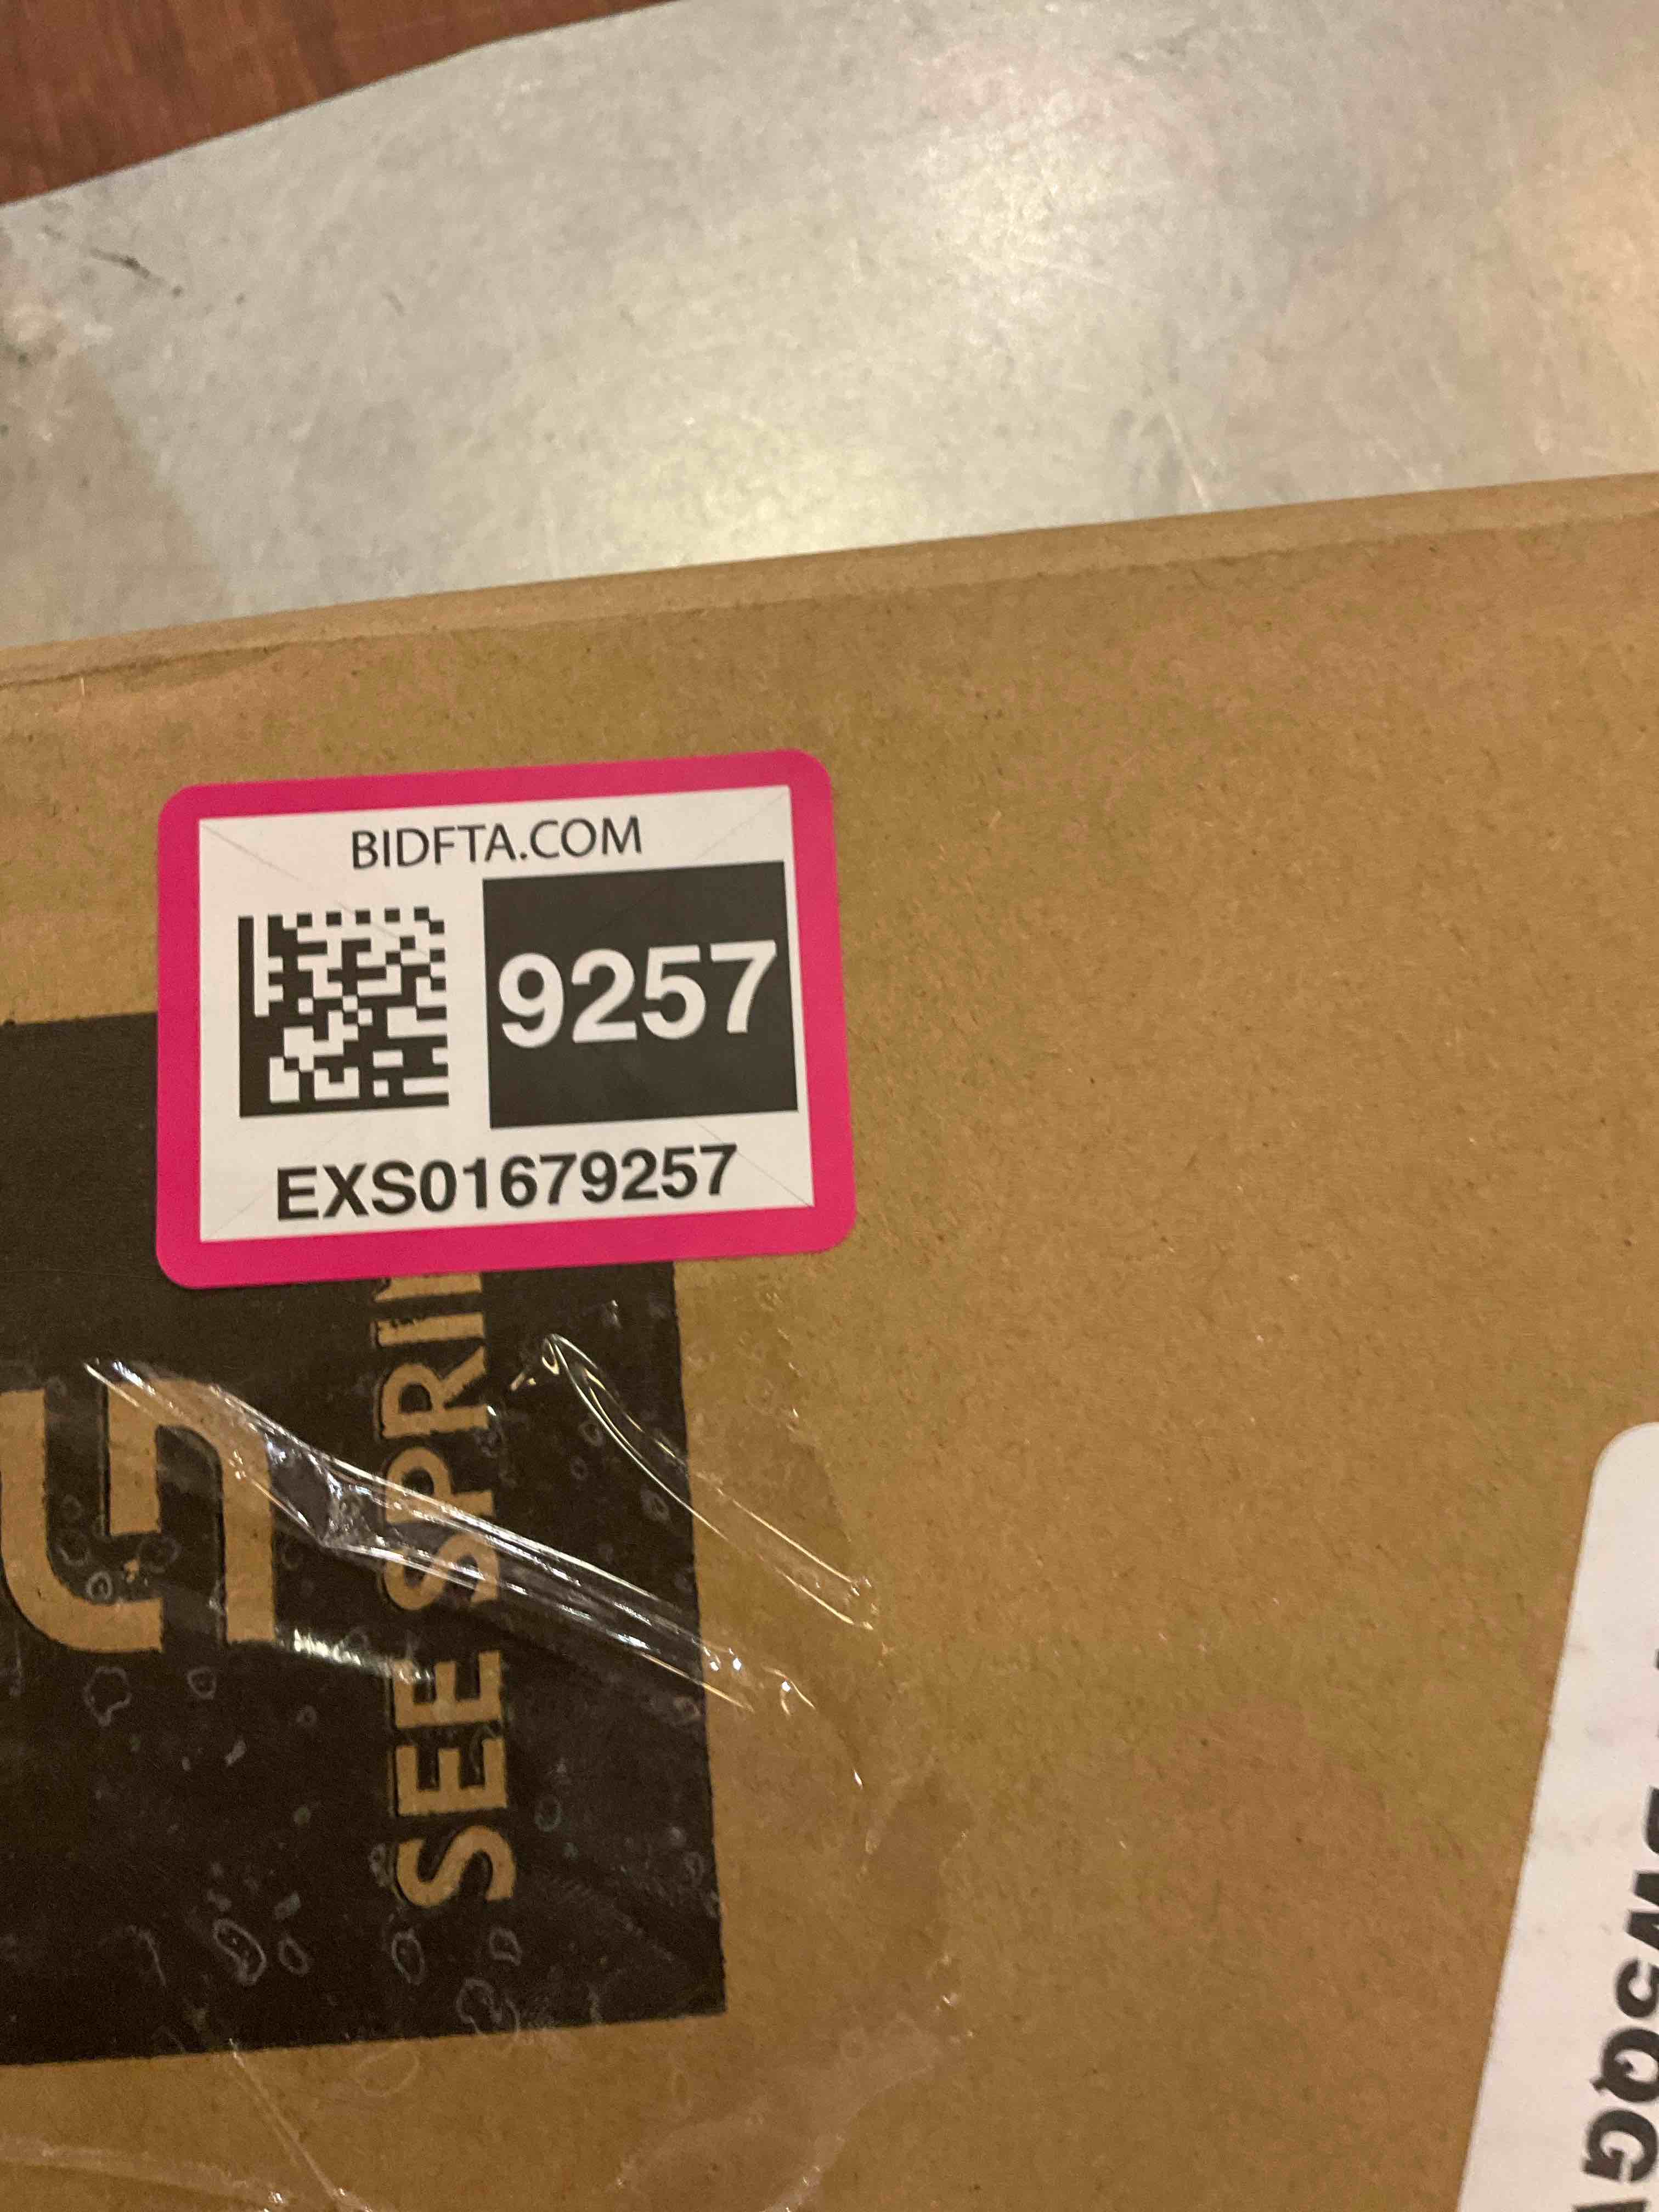 BIDFTA.COM
9257
EXS01679257
SEE SPRI